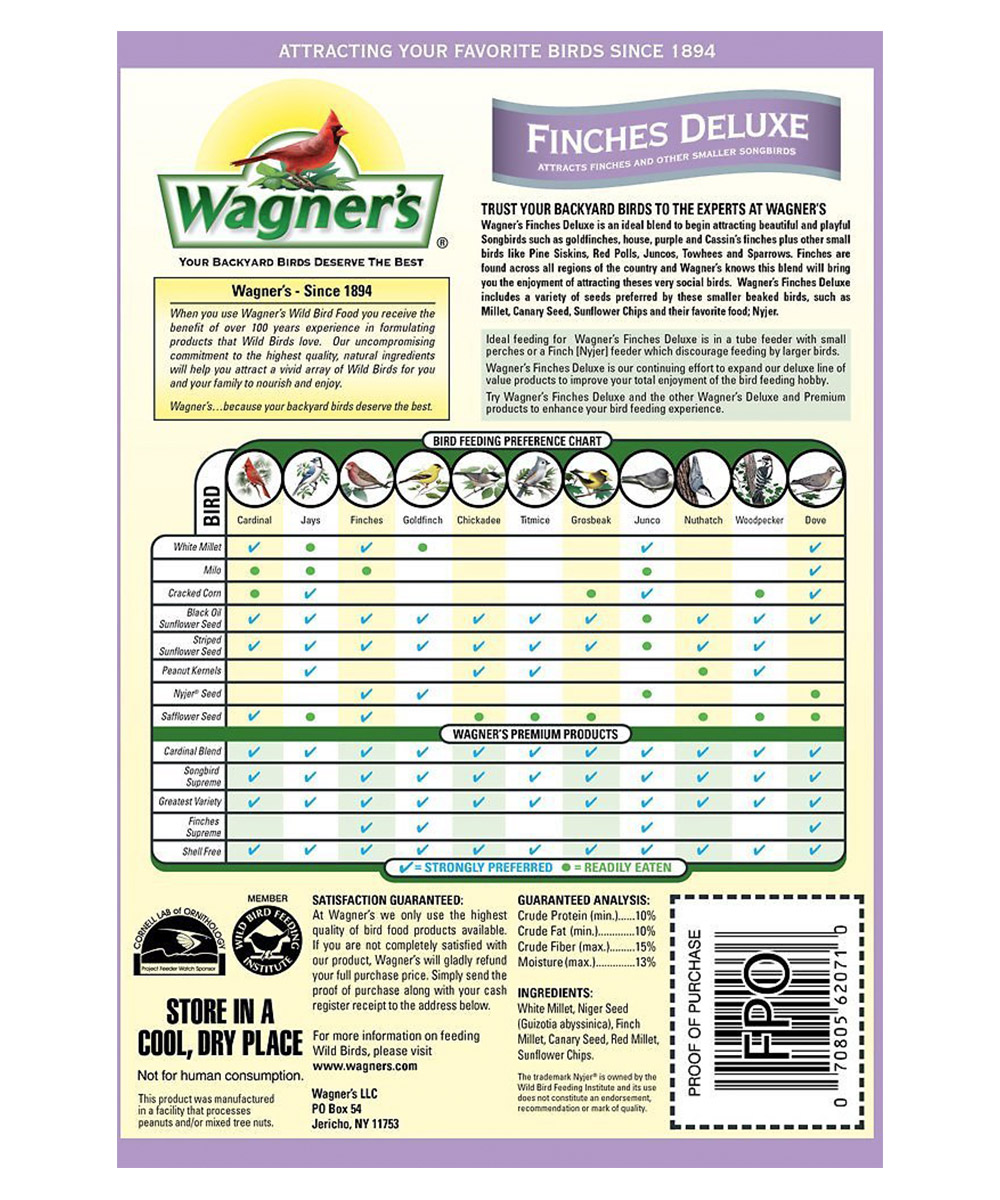 ATTRACTING YOUR FAVORITE BIRDS SINCE 1894
Wagner's ®
YOUR BACKYARD BIRDS DESERVE THE BEST
Wagner's - Since 1894
When you use Wagner's Wild Bird Food you receive the
benefit of over 100 years experience in formulating
products that Wild Birds love. Our uncompromising
commitment to the highest quality, natural ingredients
will help you attract a vivid array of Wild Birds for you
and your family to nourish and enjoy.
Wagner's...because your backyard birds deserve the best.
FINCHES DELUXE
ATTRACTS FINCHES AND OTHER SMALLER SONGBIRDS
TRUST YOUR BACKYARD BIRDS TO THE EXPERTS AT WAGNER'S
Wagner's Finches Deluxe is an ideal blend to begin attracting beautiful and playful
Songbirds such as goldfinches, house, purple and Cassin's finches plus other small
birds like Pine Siskins, Red Polls, Juncos, Towhees and Sparrows. Finches are
found across all regions of the country and Wagner's knows this blend will bring
you the enjoyment of attracting theses very social birds. Wagner's Finches Deluxe
includes a variety of seeds preferred by these smaller beaked birds, such as
Millet, Canary Seed, Sunflower Chips and their favorite food; Nyjer.
Ideal feeding for Wagner's Finches Deluxe is in a tube feeder with small
perches or a Finch [Nyjer] feeder which discourage feeding by larger birds.
Wagner's Finches Deluxe is our continuing effort to expand our deluxe line of
value products to improve your total enjoyment of the bird feeding hobby.
Try Wagner's Finches Deluxe and the other Wagner's Deluxe and Premium
products to enhance your bird feeding experience.
BIRD FEEDING PREFERENCE CHART
BIRD
Cardinal Jays Finches Goldfinch Chickadee Titmice Grosbeak Junco Nuthatch Woodpecker Dove
White Millet ✔ ● ✔ ● ✔ ✔
Milo ● ● ● ● ✔
Cracked Corn ● ✔ ● ✔ ● ✔
Black Oil
Sunflower Seed ✔ ✔ ✔ ✔ ✔ ✔ ✔ ● ✔ ✔ ✔
Striped
Sunflower Seed ✔ ✔ ✔ ✔ ✔ ✔ ✔ ● ✔ ✔
Peanut Kernels ✔ ✔ ✔ ● ✔
Nyjer® Seed ✔ ✔ ● ●
Safflower Seed ✔ ● ✔ ● ● ● ● ● ●
WAGNER'S PREMIUM PRODUCTS
Cardinal Blend ✔ ✔ ✔ ✔ ✔ ✔ ✔ ✔ ✔ ✔ ✔
Songbird
Supreme ✔ ✔ ✔ ✔ ✔ ✔ ✔ ✔ ✔ ✔ ✔
Greatest Variety ✔ ✔ ✔ ✔ ✔ ✔ ✔ ✔ ✔ ✔ ✔
Finches
Supreme ✔ ✔ ✔ ✔
Shell Free ✔ ✔ ✔ ✔ ✔ ✔ ✔ ✔ ✔ ✔ ✔
✔ = STRONGLY PREFERRED ● = READILY EATEN
CORNELL LAB of ORNITHOLOGY
Project Feeder Watch Sponsor
MEMBER
WILD BIRD FEEDING
INSTITUTE
STORE IN A
COOL, DRY PLACE
Not for human consumption.
This product was manufactured
in a facility that processes
peanuts and/or mixed tree nuts.
SATISFACTION GUARANTEED:
At Wagner's we only use the highest
quality of bird food products available.
If you are not completely satisfied with
our product, Wagner's will gladly refund
your full purchase price. Simply send the
proof of purchase along with your cash
register receipt to the address below.
For more information on feeding
Wild Birds, please visit
www.wagners.com
Wagner's LLC
PO Box 54
Jericho, NY 11753
GUARANTEED ANALYSIS:
Crude Protein (min.)......10%
Crude Fat (min.).............10%
Crude Fiber (max.).........15%
Moisture (max.)..............13%
INGREDIENTS:
White Millet, Niger Seed
(Guizotia abyssinica), Finch
Millet, Canary Seed, Red Millet,
Sunflower Chips.
The trademark Nyjer® is owned by the
Wild Bird Feeding Institute and its use
does not constitute an endorsement,
recommendation or mark of quality.
PROOF OF PURCHASE
FPO
0 70805 62071 0